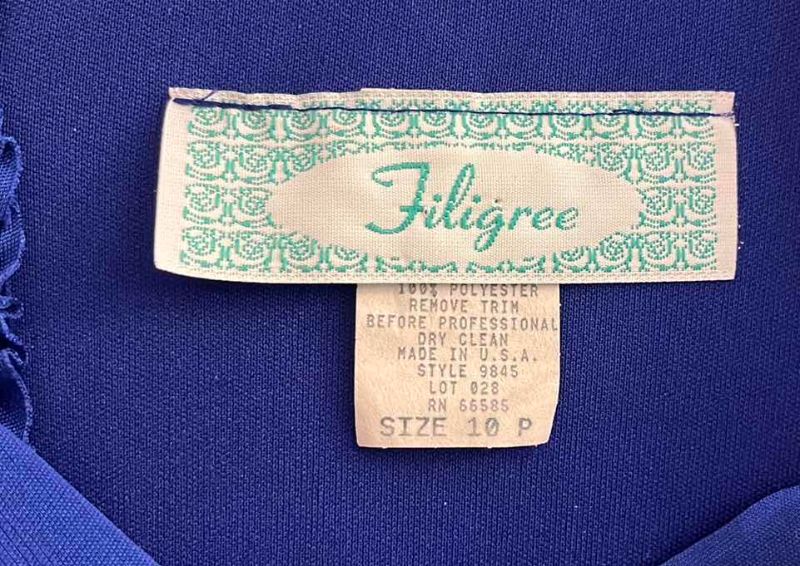 Filigree
100% POLYESTER
REMOVE TRIM
BEFORE PROFESSIONAL
DRY CLEAN
MADE IN U.S.A.
STYLE 9845
LOT 028
RN 66585
SIZE 10 P